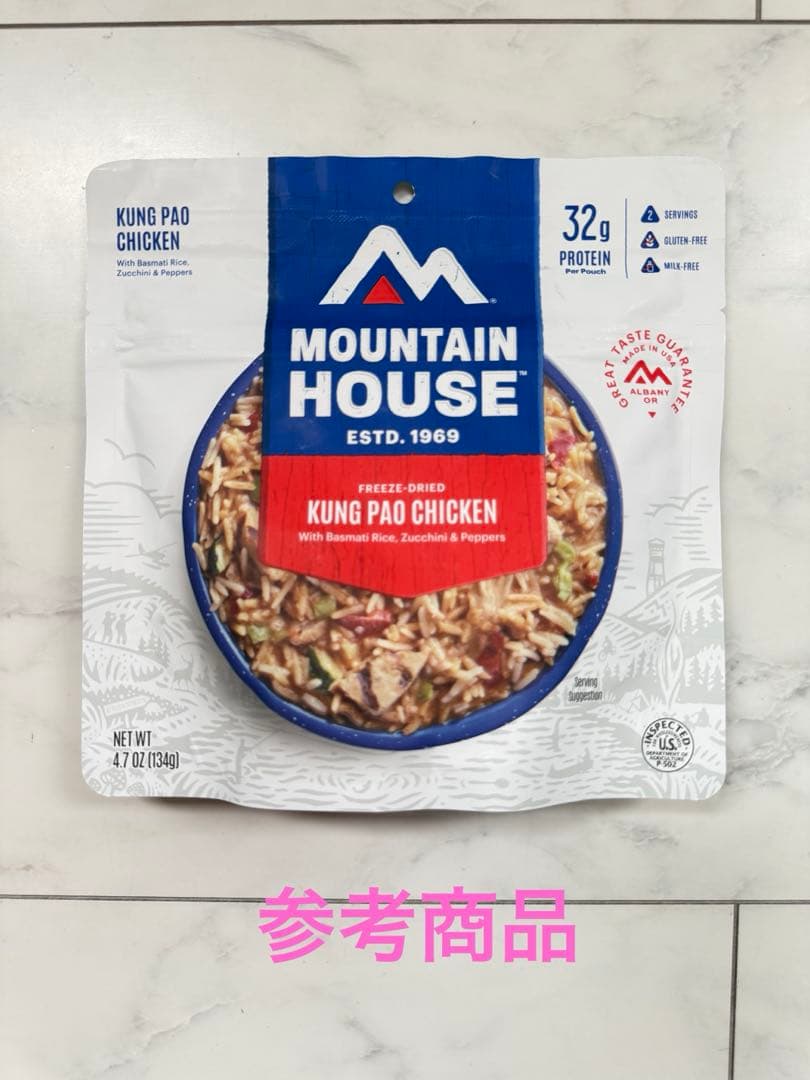 KUNG PAO
CHICKEN
With Basmati Rice,
Zucchini & Peppers
32g
PROTEIN
Per Pouch
2 SERVINGS
GLUTEN-FREE
MILK-FREE
MOUNTAIN
HOUSE™
ESTD. 1969
GREAT TASTE GUARANTEE
MADE IN USA
ALBANY
OR
FREEZE-DRIED
KUNG PAO CHICKEN
With Basmati Rice, Zucchini & Peppers
Serving
Suggestion
NET WT
4.7 OZ (134g)
INSPECTED
U.S.
DEPARTMENT OF
AGRICULTURE
P-502
参考商品